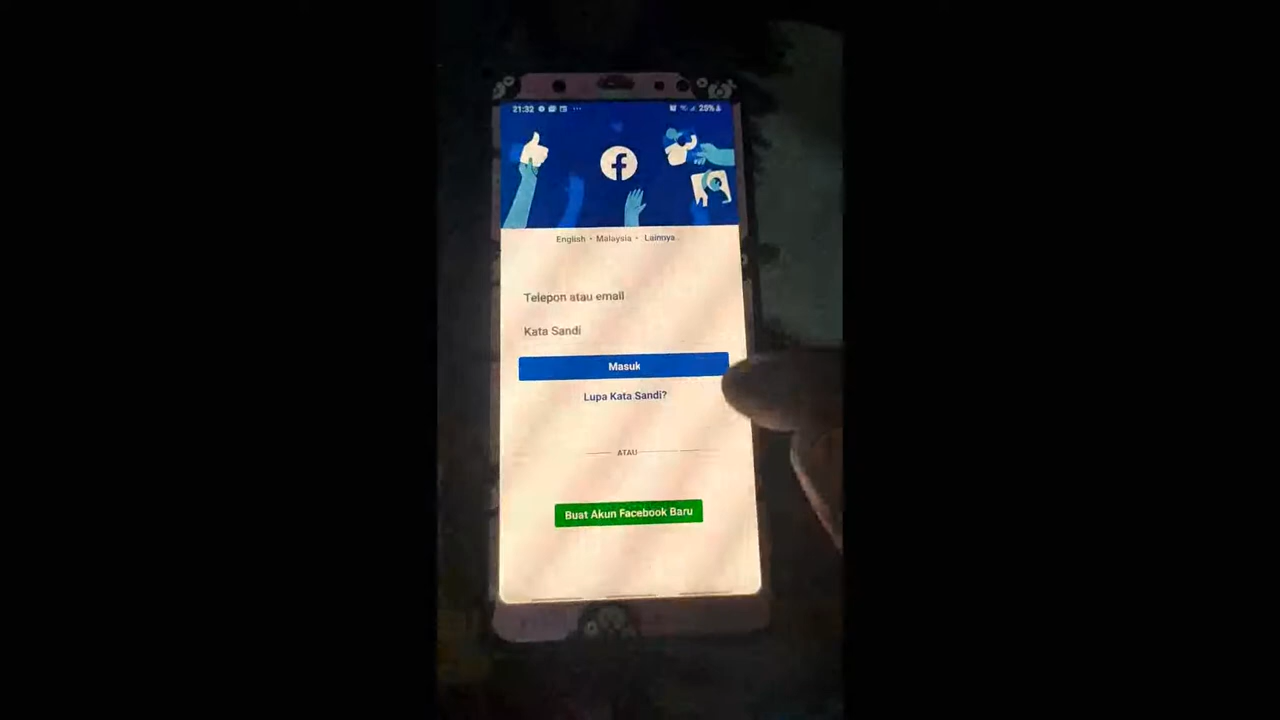 21:32 25%
English · Malaysia · Lainnya...
Telepon atau email
Kata Sandi
Masuk
Lupa Kata Sandi?
ATAU
Buat Akun Facebook Baru